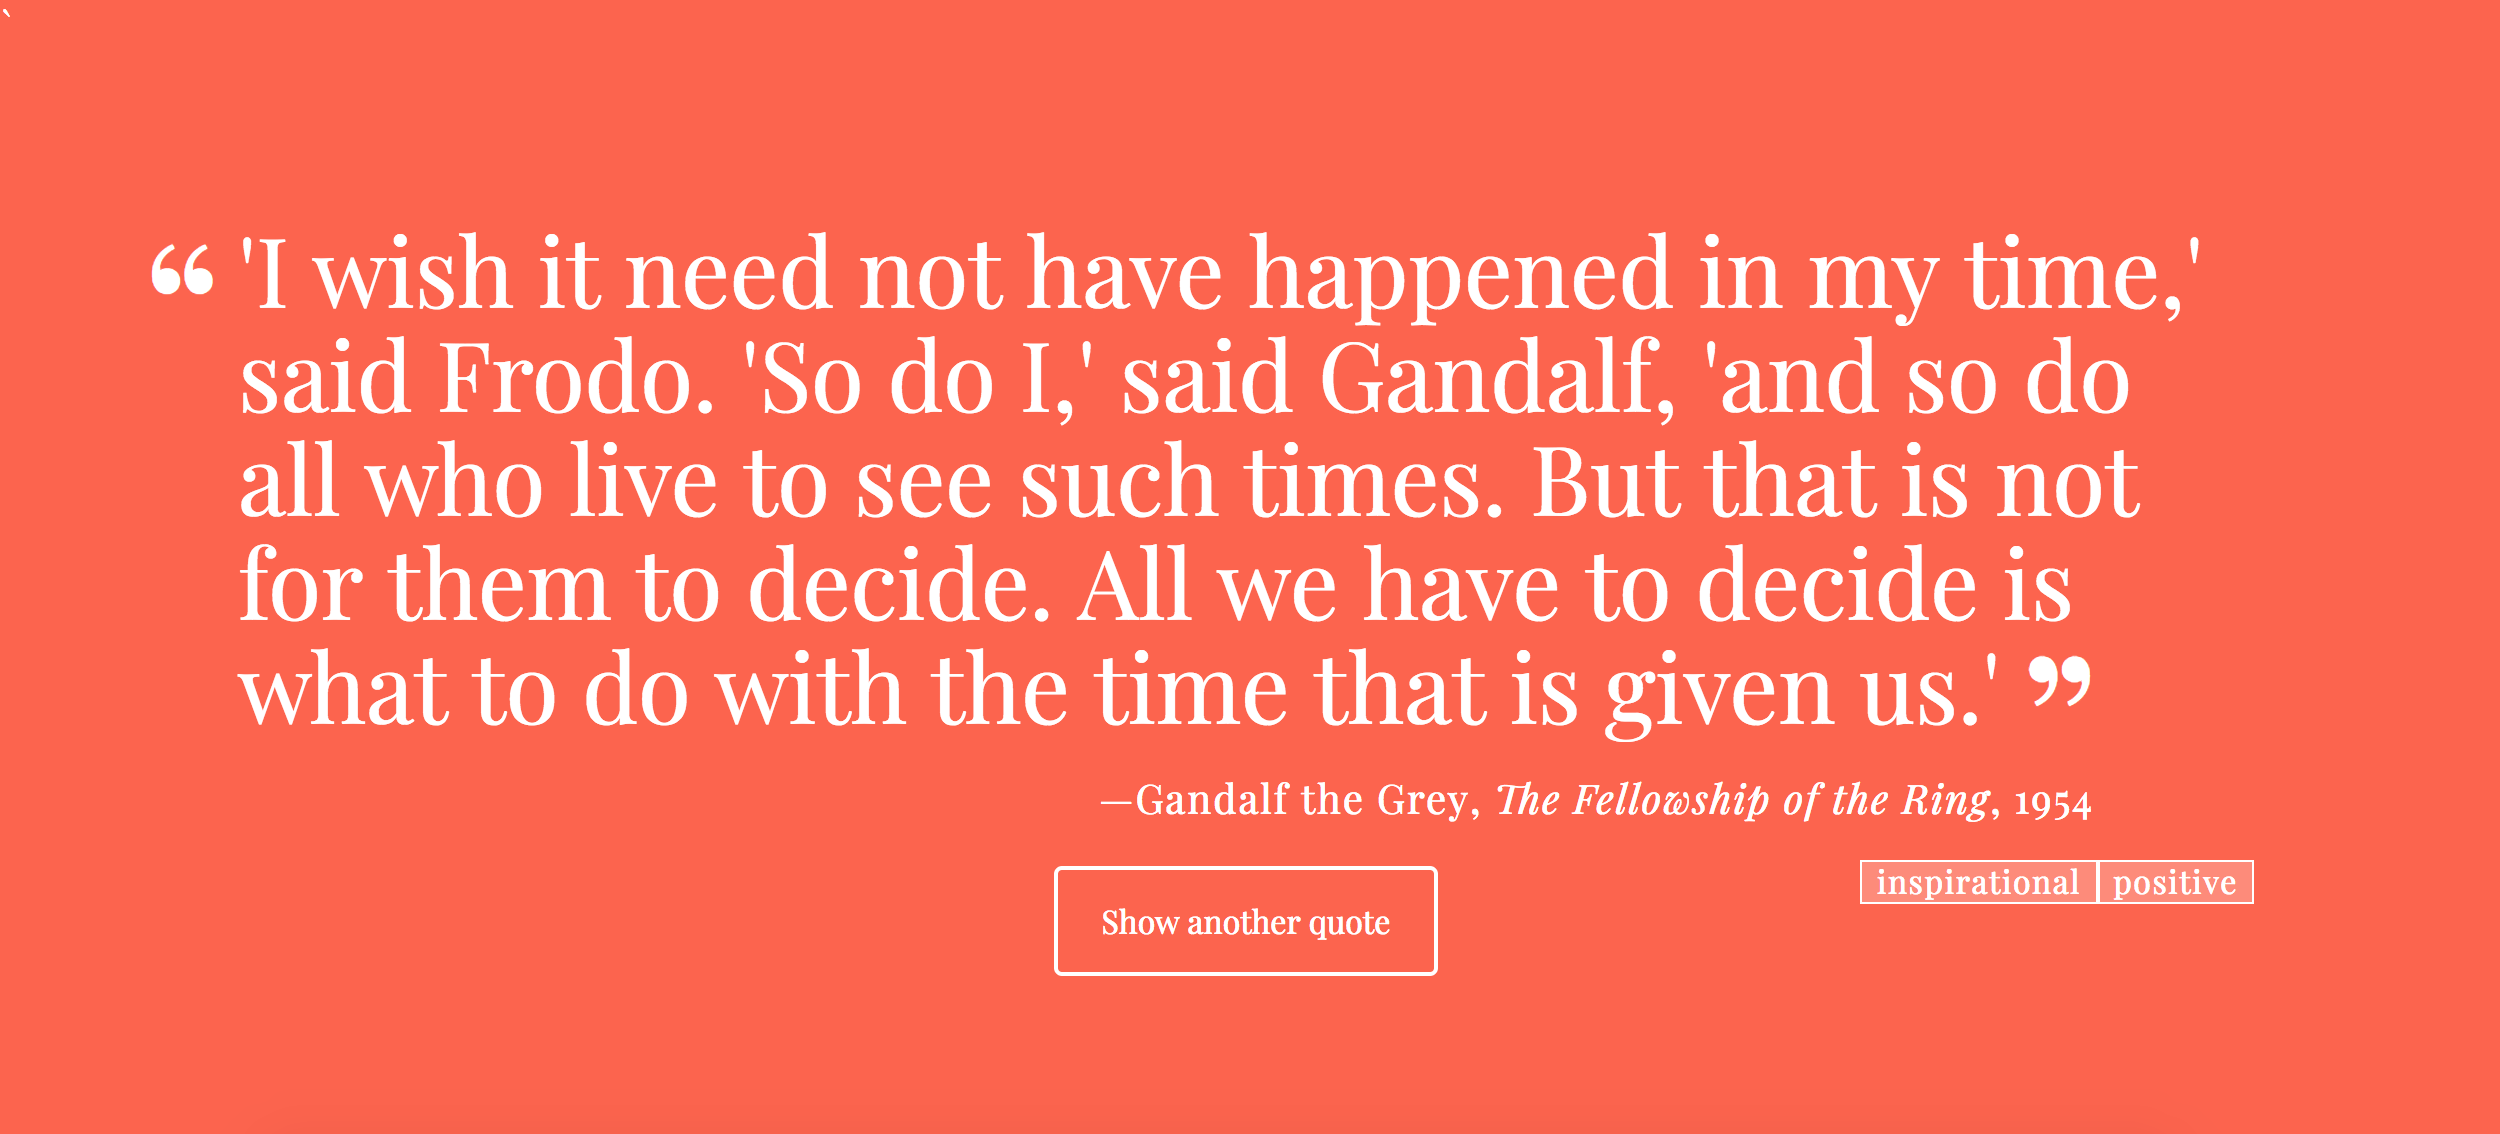 `
“ 'I wish it need not have happened in my time,'
said Frodo. 'So do I,' said Gandalf, 'and so do
all who live to see such times. But that is not
for them to decide. All we have to decide is
what to do with the time that is given us.' ”
—Gandalf the Grey, The Fellowship of the Ring, 1954
inspirational positive
Show another quote